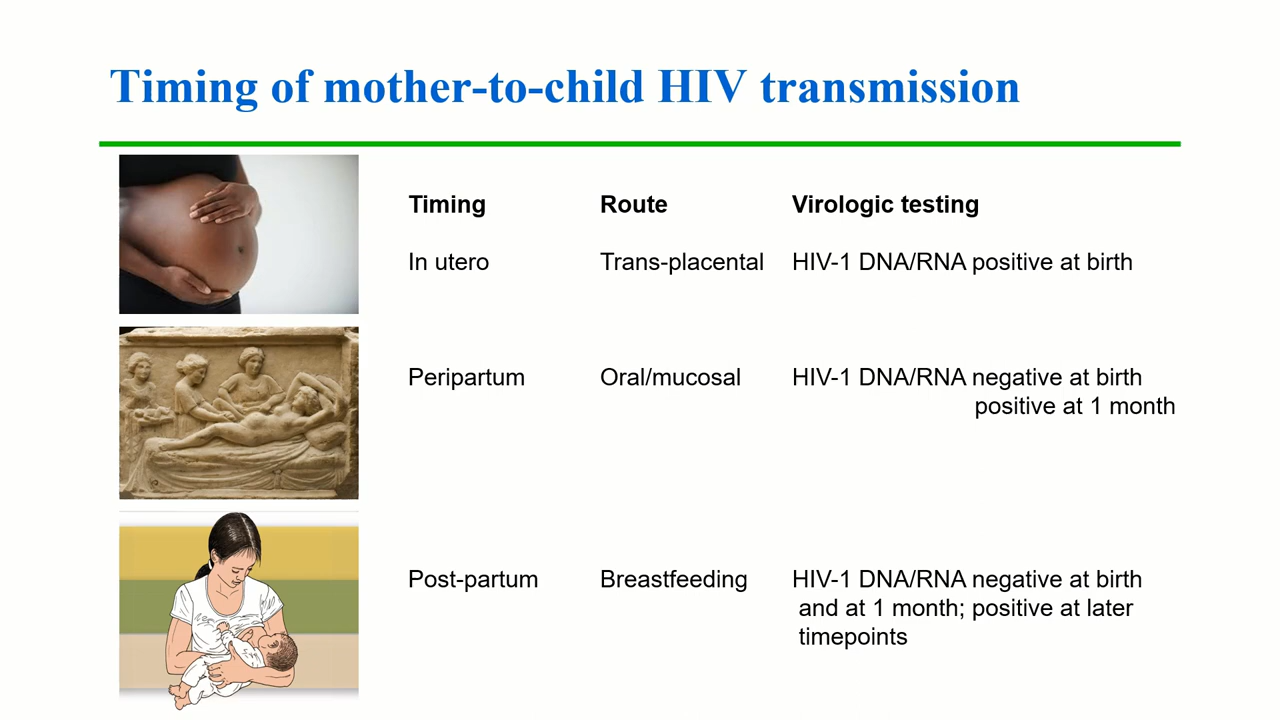 Timing of mother-to-child HIV transmission
Timing Route Virologic testing
In utero Trans-placental HIV-1 DNA/RNA positive at birth
Peripartum Oral/mucosal HIV-1 DNA/RNA negative at birth
positive at 1 month
Post-partum Breastfeeding HIV-1 DNA/RNA negative at birth
and at 1 month; positive at later
timepoints